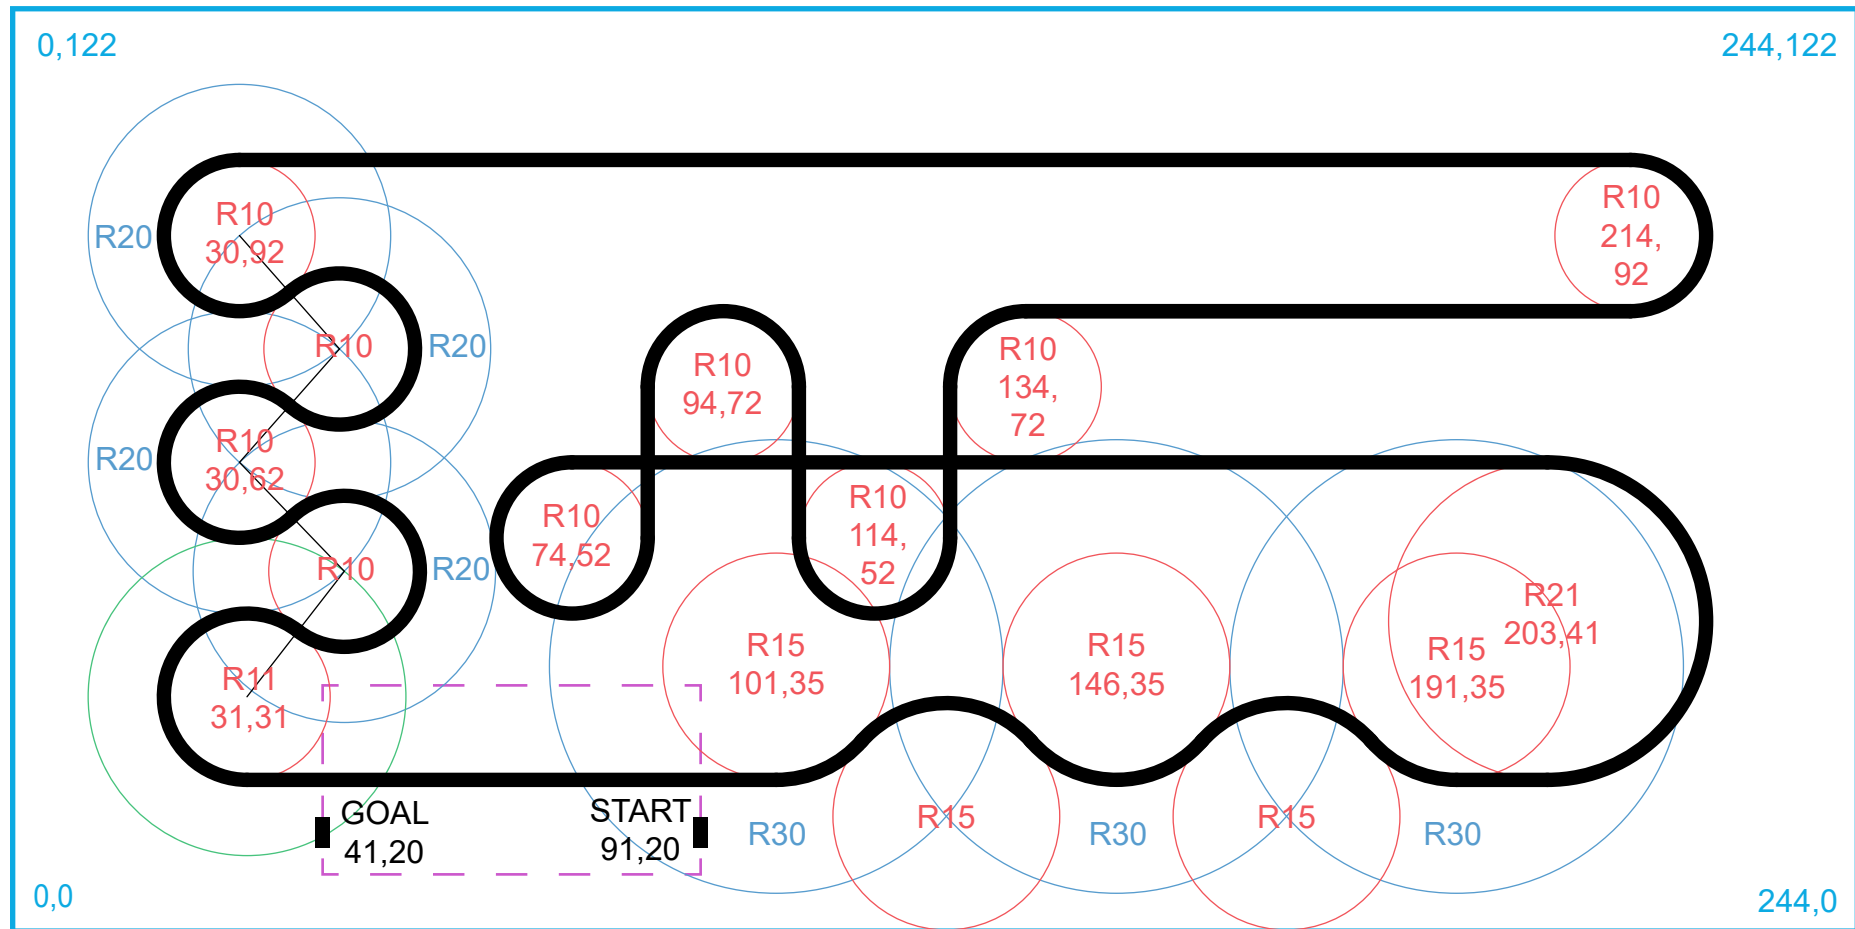 0,122
244,122
R10
30,92
R20
R10
214,
92
R10
R20
R10
94,72
R10
134,
72
R10
30,62
R20
R10
74,52
R10
114,
52
R10
R20
R21
203,41
R15
101,35
R15
146,35
R15
191,35
R11
31,31
GOAL
41,20
START
91,20
R30
R15
R30
R15
R30
0,0
244,0